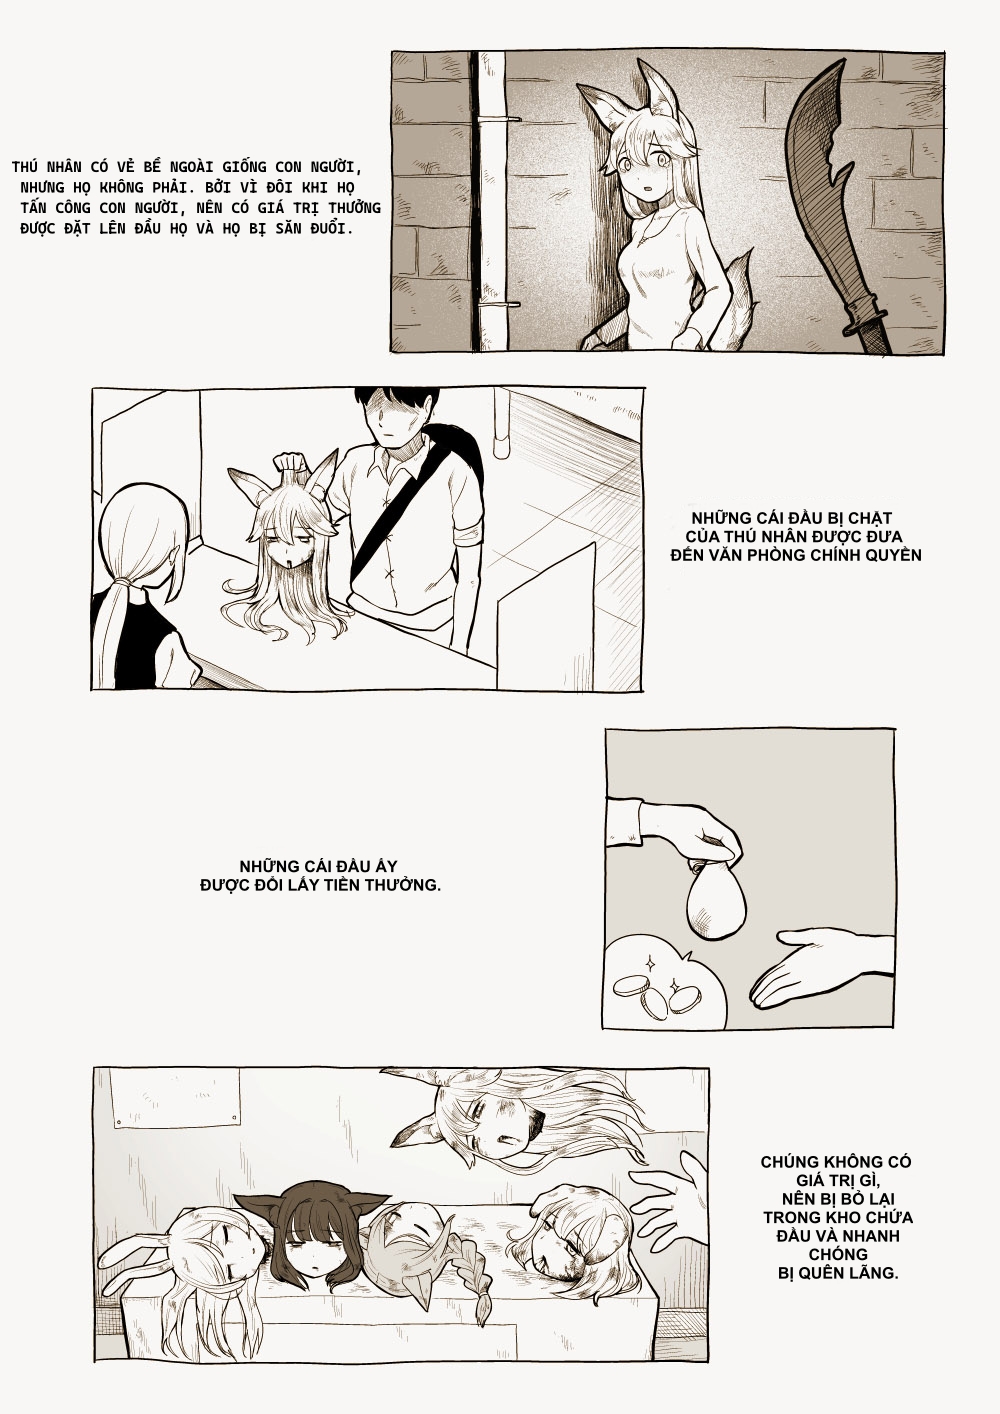 THÚ NHÂN CÓ VẺ BỀ NGOÀI GIỐNG CON NGƯỜI,
NHƯNG HỌ KHÔNG PHẢI. BỞI VÌ ĐÔI KHI HỌ
TẤN CÔNG CON NGƯỜI, NÊN CÓ GIÁ TRỊ THƯỞNG
ĐƯỢC ĐẶT LÊN ĐẦU HỌ VÀ HỌ BỊ SĂN ĐUỔI.
NHỮNG CÁI ĐẦU BỊ CHẶT
CỦA THÚ NHÂN ĐƯỢC ĐƯA
ĐẾN VĂN PHÒNG CHÍNH QUYỀN
NHỮNG CÁI ĐẦU ẤY
ĐƯỢC ĐỔI LẤY TIỀN THƯỞNG.
CHÚNG KHÔNG CÓ
GIÁ TRỊ GÌ,
NÊN BỊ BỎ LẠI
TRONG KHO CHỨA
ĐẦU VÀ NHANH
CHÓNG
BỊ QUÊN LÃNG.